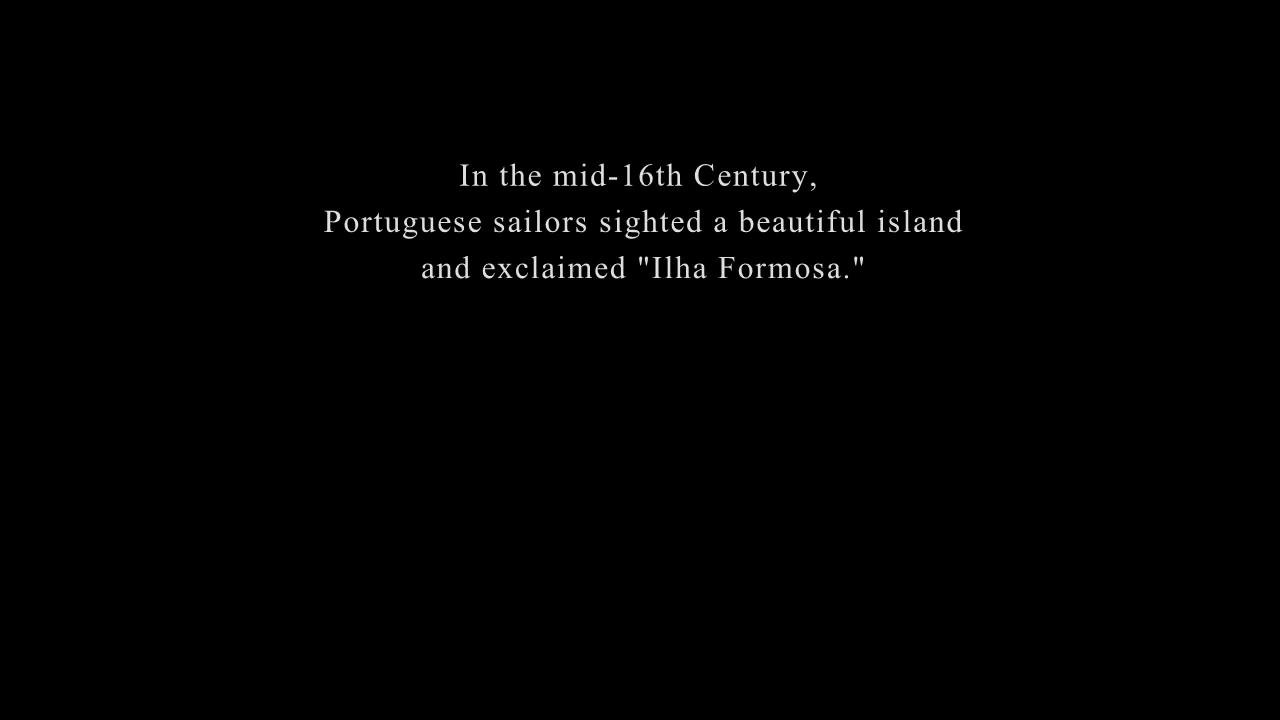 In the mid-16th Century,
Portuguese sailors sighted a beautiful island
and exclaimed "Ilha Formosa."